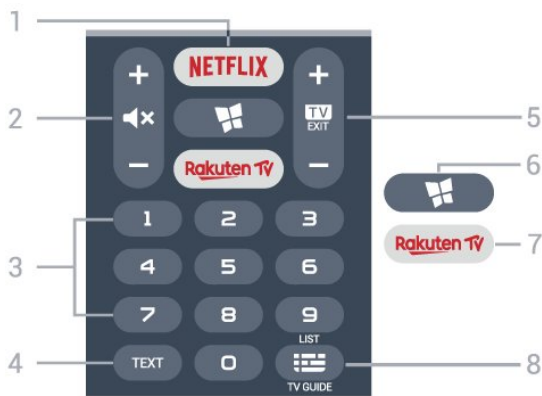 1
+ NETFLIX +
2 TV 5
EXIT
6
- Rakuten TV -
Rakuten TV 7
1 2 3
3 4 5 6
7 8 9
LIST
4 TEXT 0 8
TV GUIDE